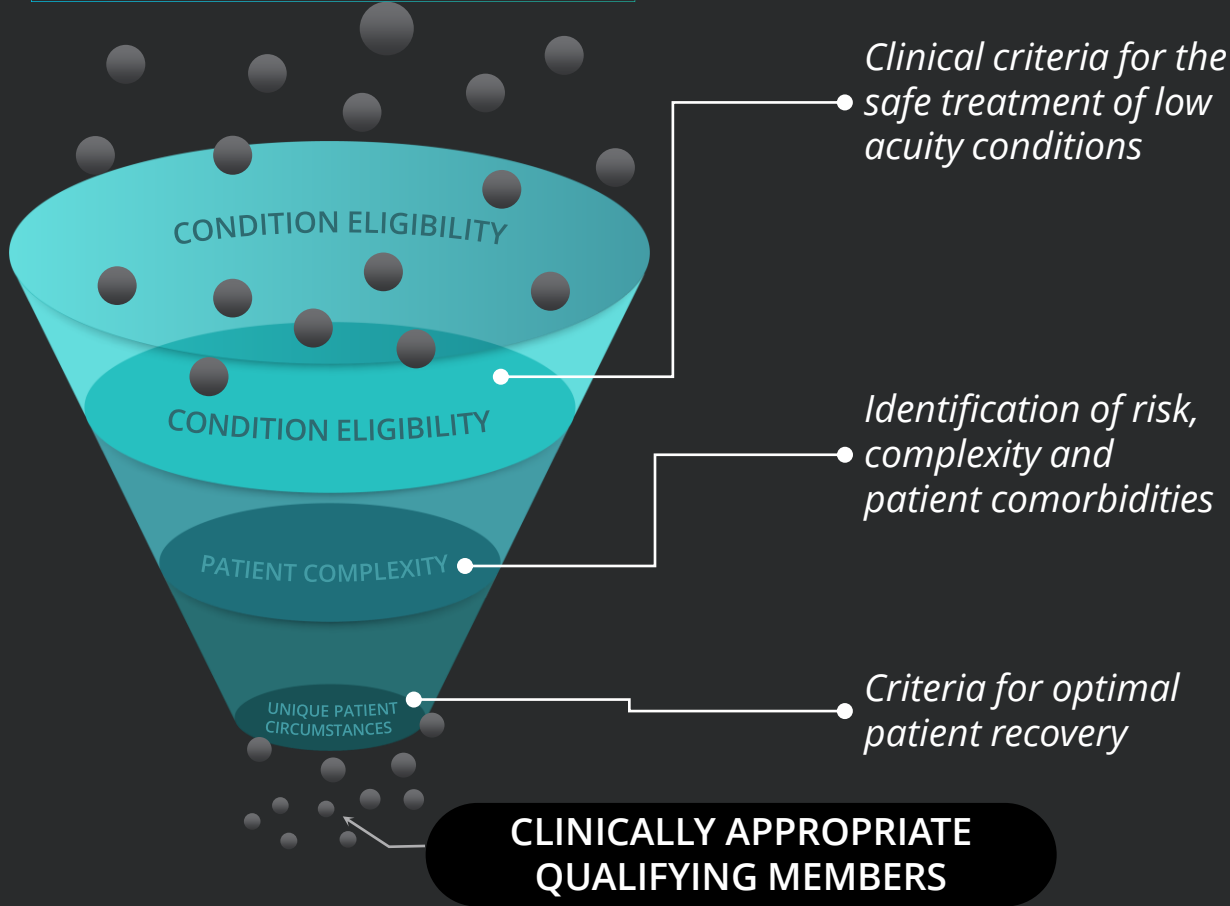 Clinical criteria for the
safe treatment of low
acuity conditions
CONDITION ELIGIBILITY
CONDITION ELIGIBILITY
Identification of risk,
complexity and
patient comorbidities
PATIENT COMPLEXITY
Criteria for optimal
patient recovery
UNIQUE PATIENT
CIRCUMSTANCES
CLINICALLY APPROPRIATE
QUALIFYING MEMBERS